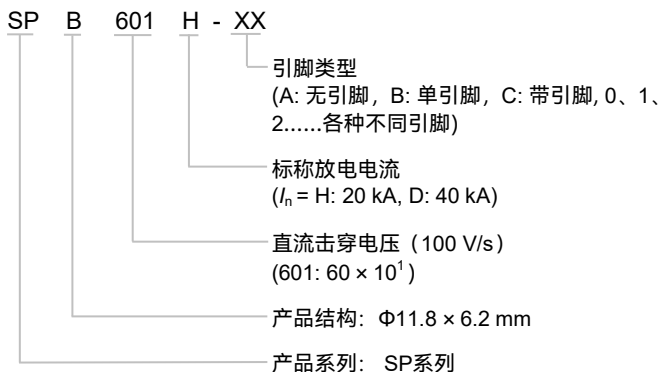 SP B 601 H - XX
引脚类型
(A: 无引脚，B: 单引脚，C: 带引脚, 0、1、
2......各种不同引脚)
标称放电电流
(Iₙ = H: 20 kA, D: 40 kA)
直流击穿电压（100 V/s）
(601: 60 × 10¹ )
产品结构: Φ11.8 × 6.2 mm
产品系列: SP系列